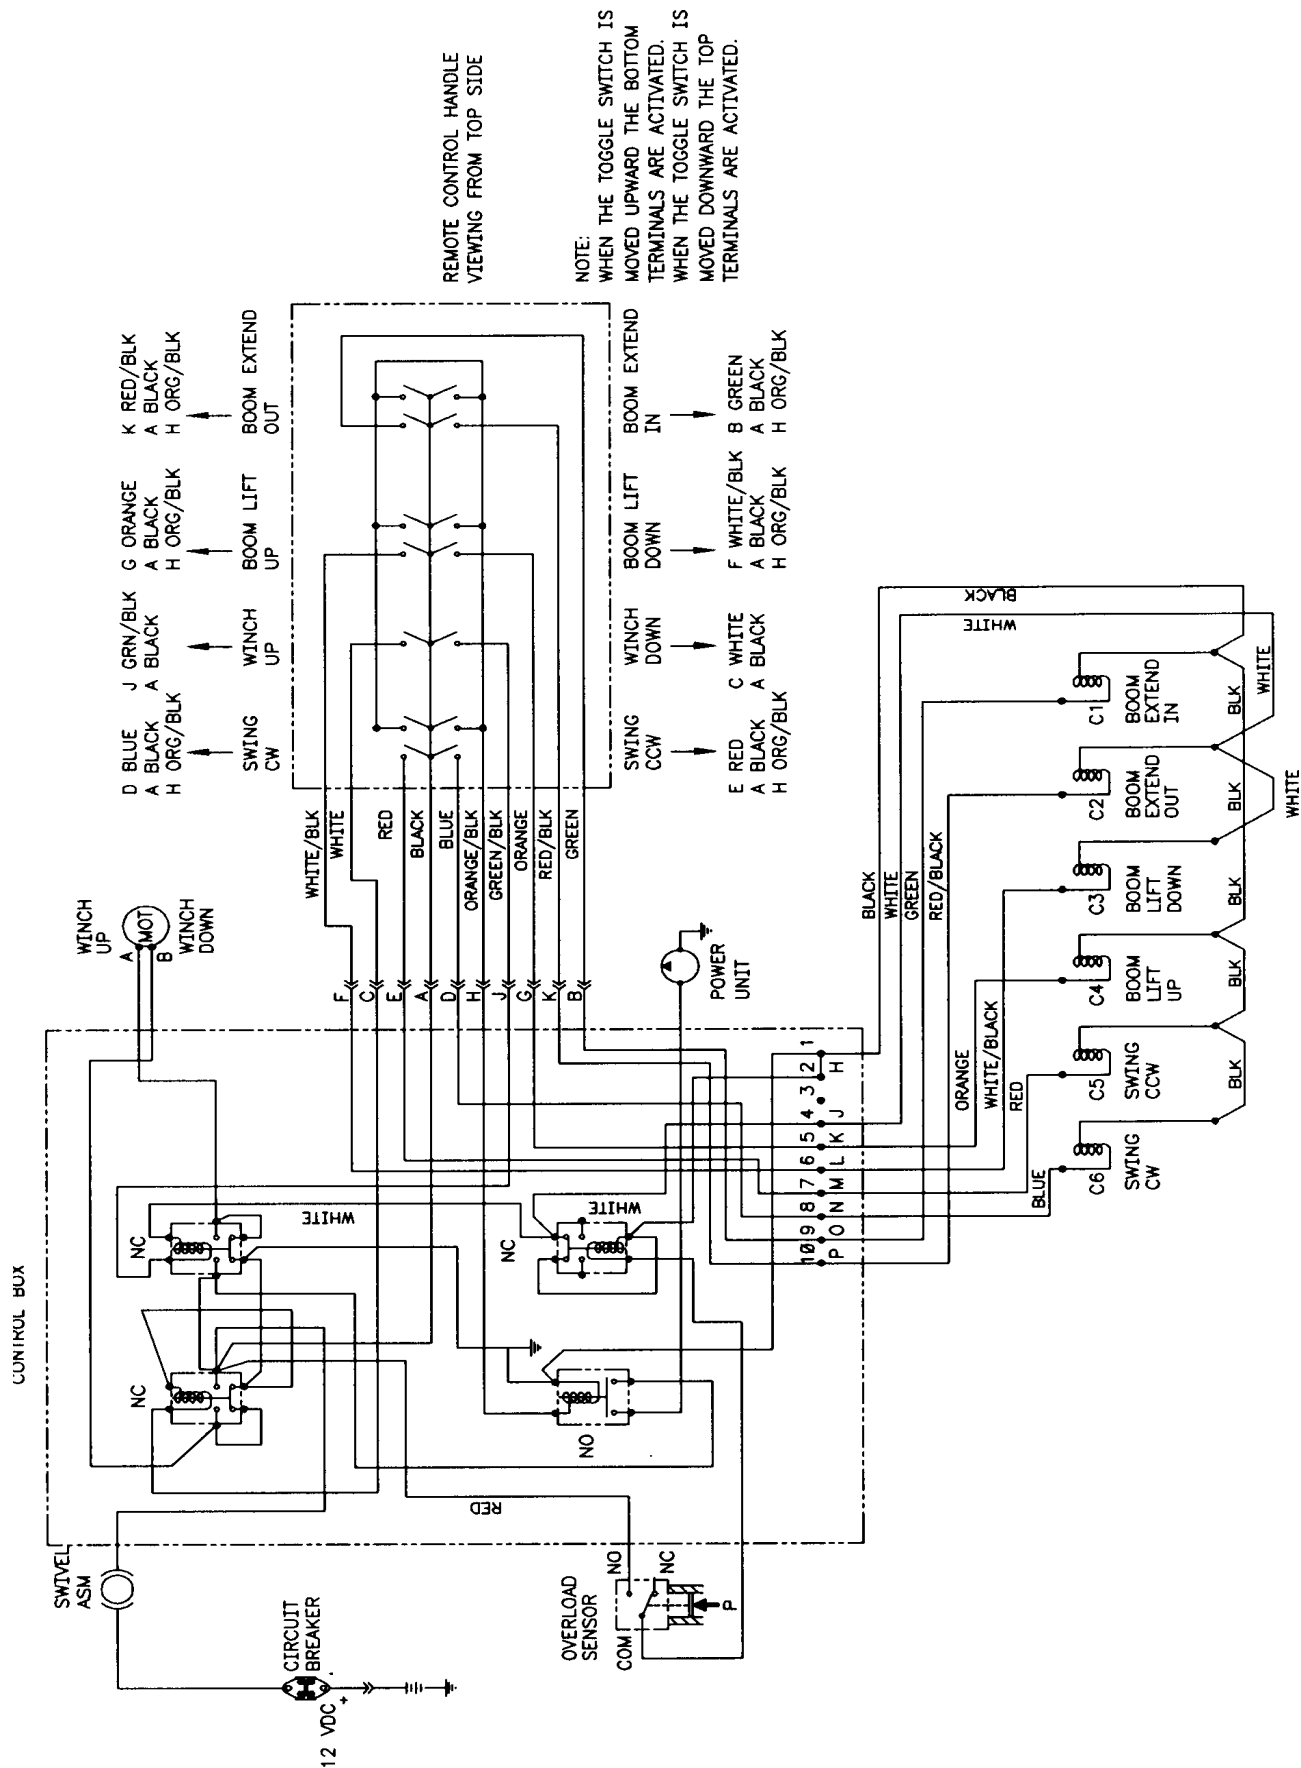 REMOTE CONTROL HANDLE
VIEWING FROM TOP SIDE
NOTE:
WHEN THE TOGGLE SWITCH IS
MOVED UPWARD THE BOTTOM
TERMINALS ARE ACTIVATED.
WHEN THE TOGGLE SWITCH IS
MOVED DOWNWARD THE TOP
TERMINALS ARE ACTIVATED.
D BLUE
A BLACK
H ORG/BLK
J GRN/BLK
A BLACK
G ORANGE
A BLACK
H ORG/BLK
K RED/BLK
A BLACK
H ORG/BLK
SWING
CW
WINCH
UP
BOOM LIFT
UP
BOOM EXTEND
OUT
SWING
CCW
WINCH
DOWN
BOOM LIFT
DOWN
BOOM EXTEND
IN
E RED
A BLACK
H ORG/BLK
C WHITE
A BLACK
F WHITE/BLK
A BLACK
H ORG/BLK
B GREEN
A BLACK
H ORG/BLK
WHITE/BLK
WHITE
RED
BLACK
BLUE
ORANGE/BLK
GREEN/BLK
ORANGE
RED/BLK
GREEN
WINCH
UP
A
MOT
B
WINCH
DOWN
F
C
E
A
D
H
J
G
K
B
POWER
UNIT
CONTROL BOX
NC
NC
WHITE
NC
WHITE
NO
RED
SWIVEL
ASM
CIRCUIT
BREAKER
12 VDC
+
OVERLOAD
SENSOR
COM
NO
NC
P
10 9 8 7 6 5 4 3 2 1
P O N M L K J H
BLACK
WHITE
GREEN
RED/BLACK
ORANGE
WHITE/BLACK
RED
BLUE
BLACK
WHITE
C6
SWING
CW
C5
SWING
CCW
C4
BOOM
LIFT
UP
C3
BOOM
LIFT
DOWN
C2
BOOM
EXTEND
OUT
C1
BOOM
EXTEND
IN
BLK
BLK
BLK
BLK
BLK
WHITE
WHITE